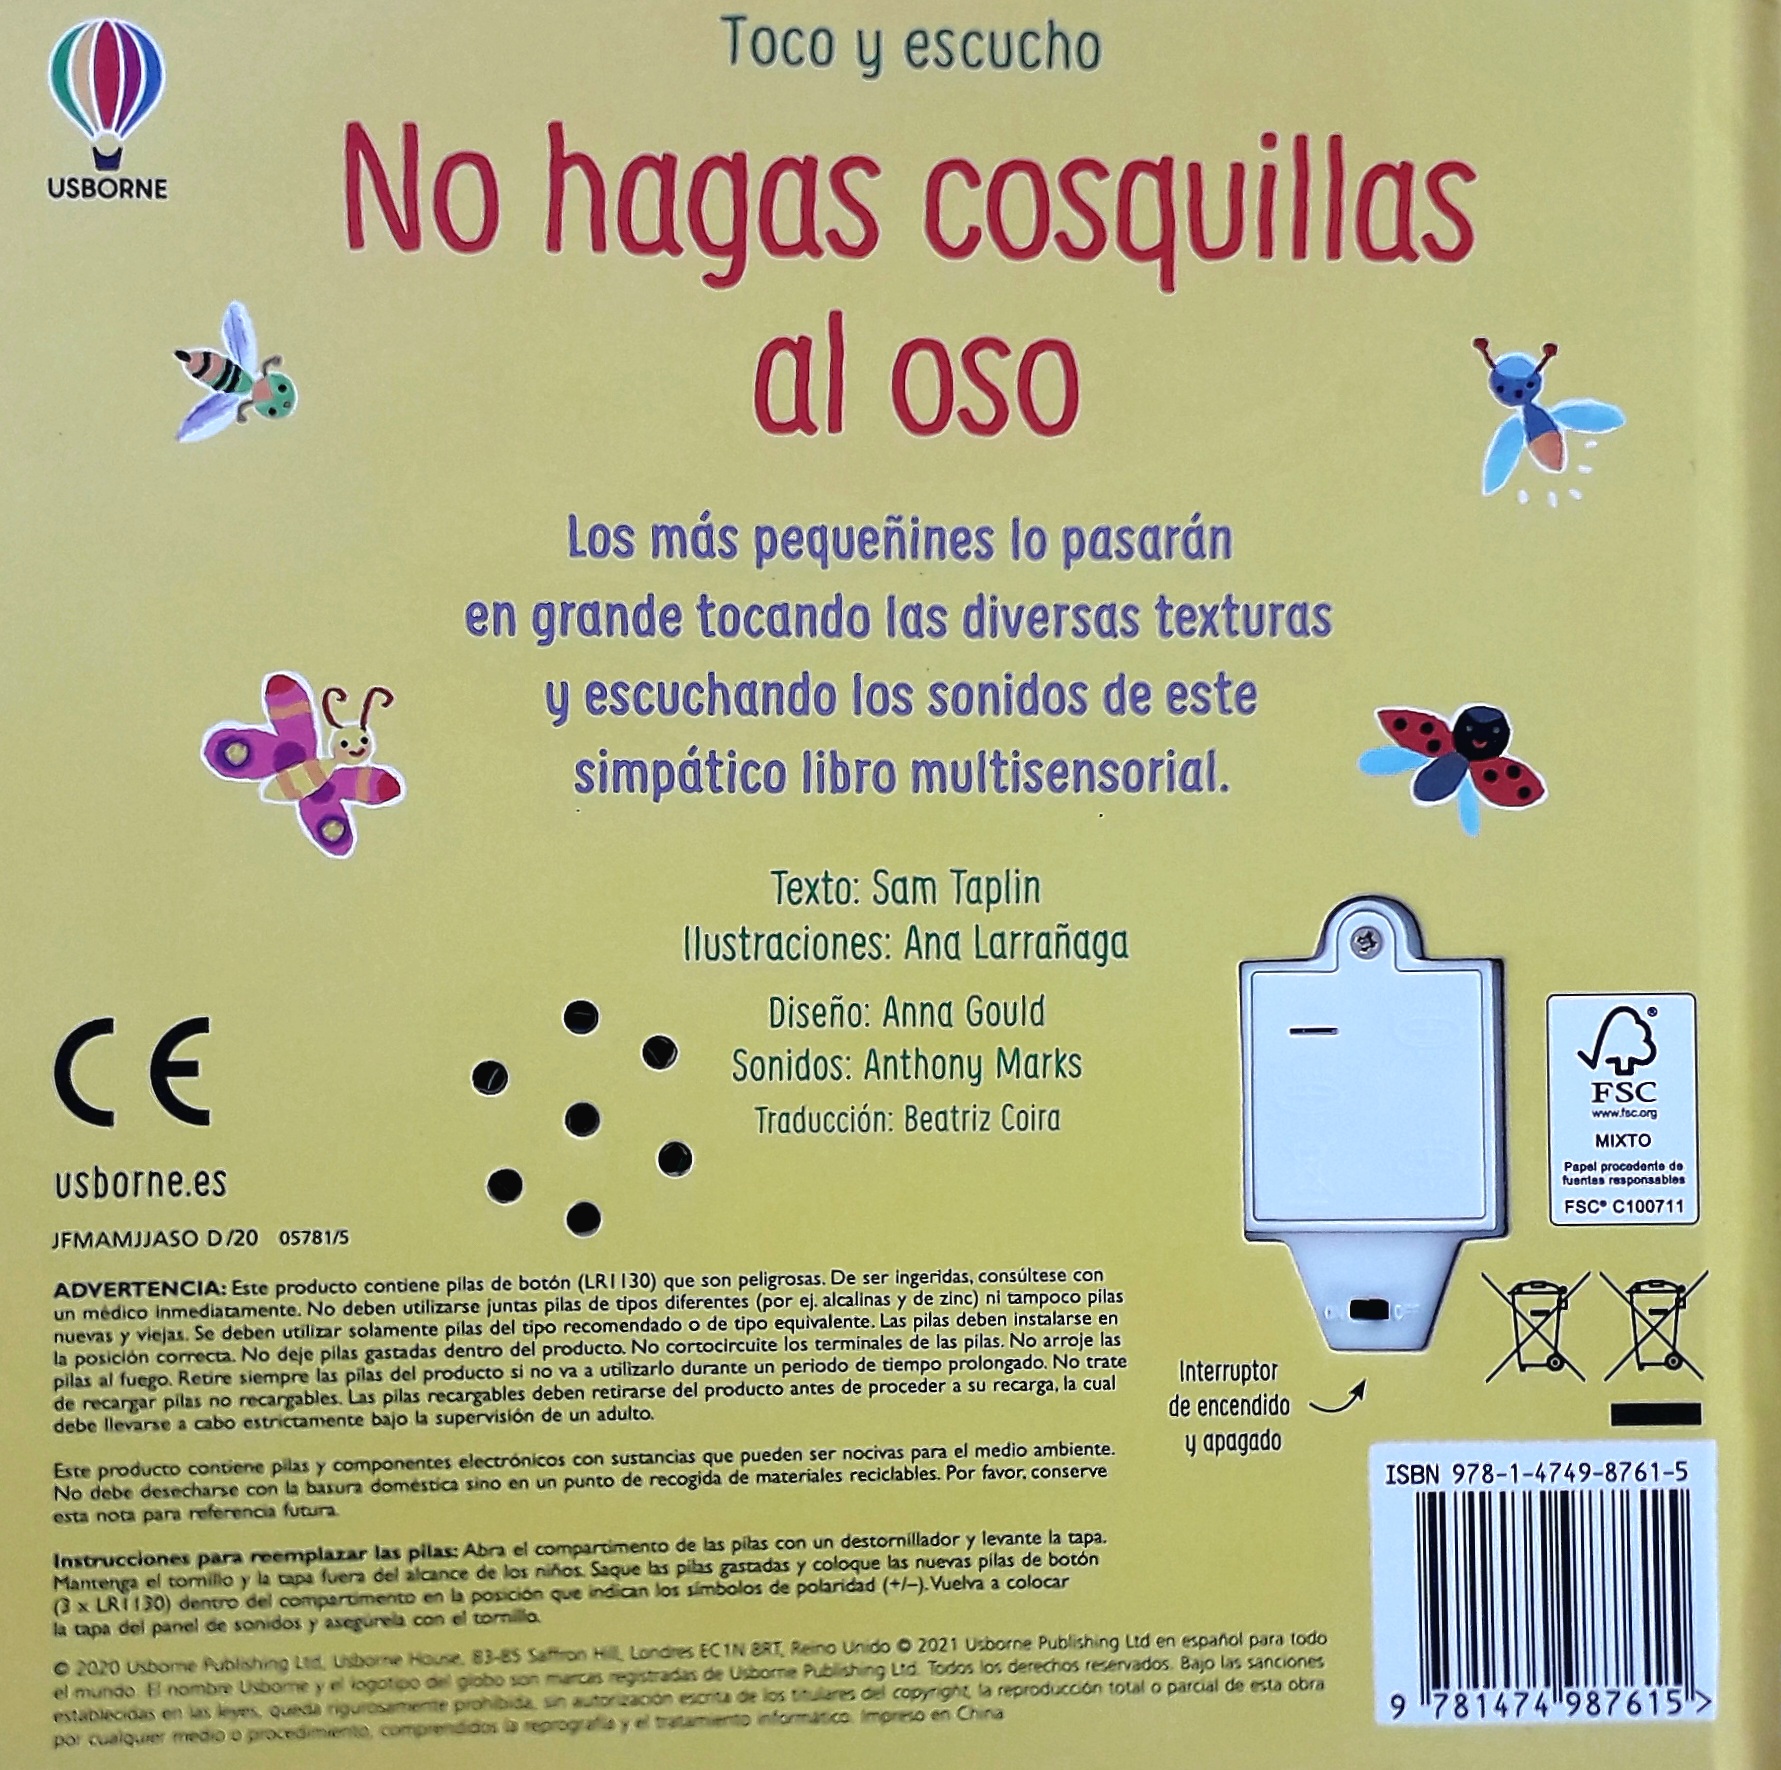 Toco y escucho
USBORNE
No hagas cosquillas
al oso
Los más pequeñines lo pasarán
en grande tocando las diversas texturas
y escuchando los sonidos de este
simpático libro multisensorial.
Texto: Sam Taplin
Ilustraciones: Ana Larrañaga
Diseño: Anna Gould
Sonidos: Anthony Marks
Traducción: Beatriz Coira
CE
usborne.es
JFMAMJJASO D/20 05781/5
FSC®
www.fsc.org
MIXTO
Papel procedente de
fuentes responsables
FSC® C100711
ADVERTENCIA: Este producto contiene pilas de botón (LR1130) que son peligrosas. De ser ingeridas, consúltese con
un médico inmediatamente. No deben utilizarse juntas pilas de tipos diferentes (por ej. alcalinas y de zinc) ni tampoco pilas
nuevas y viejas. Se deben utilizar solamente pilas del tipo recomendado o de tipo equivalente. Las pilas deben instalarse en
la posición correcta. No deje pilas gastadas dentro del producto. No cortocircuite los terminales de las pilas. No arroje las
pilas al fuego. Retire siempre las pilas del producto si no va a utilizarlo durante un periodo de tiempo prolongado. No trate
de recargar pilas no recargables. Las pilas recargables deben retirarse del producto antes de proceder a su recarga, la cual
debe llevarse a cabo estrictamente bajo la supervisión de un adulto.
Interruptor
de encendido
y apagado
Este producto contiene pilas y componentes electrónicos con sustancias que pueden ser nocivas para el medio ambiente.
No debe desecharse con la basura doméstica sino en un punto de recogida de materiales reciclables. Por favor, conserve
esta nota para referencia futura.
Instrucciones para reemplazar las pilas: Abra el compartimento de las pilas con un destornillador y levante la tapa.
Mantenga el tornillo y la tapa fuera del alcance de los niños. Saque las pilas gastadas y coloque las nuevas pilas de botón
(3 x LR1130) dentro del compartimento en la posición que indican los símbolos de polaridad (+/–). Vuelva a colocar
la tapa del panel de sonidos y asegúrela con el tornillo.
© 2020 Usborne Publishing Ltd, Usborne House, 83-85 Saffron Hill, Londres EC1N 8RT, Reino Unido © 2021 Usborne Publishing Ltd en español para todo
el mundo. El nombre Usborne y el logotipo del globo son marcas registradas de Usborne Publishing Ltd. Todos los derechos reservados. Bajo las sanciones
establecidas en las leyes, queda rigurosamente prohibida, sin autorización escrita de los titulares del copyright, la reproducción total o parcial de esta obra
por cualquier medio o procedimiento, comprendidos la reprografía y el tratamiento informático. Impreso en China
ISBN 978-1-4749-8761-5
9 781474 987615 >